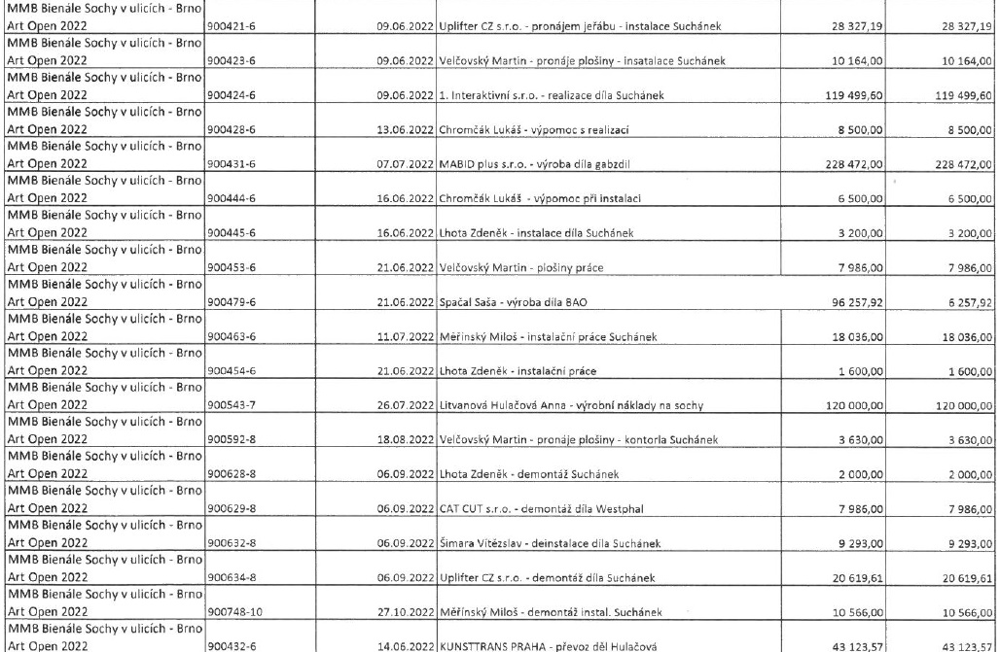 MMB Bienále Sochy v ulicích - Brno
Art Open 2022 900421-6 09.06.2022 Uplifter CZ s.r.o. - pronájem jeřábu - instalace Suchánek 28 327,19 28 327,19
MMB Bienále Sochy v ulicích - Brno
Art Open 2022 900423-6 09.06.2022 Velčovský Martin - pronáje plošiny - insatalace Suchánek 10 164,00 10 164,00
MMB Bienále Sochy v ulicích - Brno
Art Open 2022 900424-6 09.06.2022 1. Interaktivní s.r.o. - realizace díla Suchánek 119 499,60 119 499,60
MMB Bienále Sochy v ulicích - Brno
Art Open 2022 900428-6 13.06.2022 Chromčák Lukáš - výpomoc s realizací 8 500,00 8 500,00
MMB Bienále Sochy v ulicích - Brno
Art Open 2022 900431-6 07.07.2022 MABID plus s.r.o. - výroba díla gabzdil 228 472,00 228 472,00
MMB Bienále Sochy v ulicích - Brno
Art Open 2022 900444-6 16.06.2022 Chromčák Lukáš - výpomoc při instalaci 6 500,00 6 500,00
MMB Bienále Sochy v ulicích - Brno
Art Open 2022 900445-6 16.06.2022 Lhota Zdeněk - instalace díla Suchánek 3 200,00 3 200,00
MMB Bienále Sochy v ulicích - Brno
Art Open 2022 900453-6 21.06.2022 Velčovský Martin - plošiny práce 7 986,00 7 986,00
MMB Bienále Sochy v ulicích - Brno
Art Open 2022 900479-6 21.06.2022 Spačal Saša - výroba díla BAO 96 257,92 6 257,92
MMB Bienále Sochy v ulicích - Brno
Art Open 2022 900463-6 11.07.2022 Měřínský Miloš - instalační práce Suchánek 18 036,00 18 036,00
MMB Bienále Sochy v ulicích - Brno
Art Open 2022 900454-6 21.06.2022 Lhota Zdeněk - instalační práce 1 600,00 1 600,00
MMB Bienále Sochy v ulicích - Brno
Art Open 2022 900543-7 26.07.2022 Litvanová Hulačová Anna - výrobní náklady na sochy 120 000,00 120 000,00
MMB Bienále Sochy v ulicích - Brno
Art Open 2022 900592-8 18.08.2022 Velčovský Martin - pronáje plošiny - kontorla Suchánek 3 630,00 3 630,00
MMB Bienále Sochy v ulicích - Brno
Art Open 2022 900628-8 06.09.2022 Lhota Zdeněk - demontáž Suchánek 2 000,00 2 000,00
MMB Bienále Sochy v ulicích - Brno
Art Open 2022 900629-8 06.09.2022 CAT CUT s.r.o. - demontáž díla Westphal 7 986,00 7 986,00
MMB Bienále Sochy v ulicích - Brno
Art Open 2022 900632-8 06.09.2022 Šimara Vítězslav - deinstalace díla Suchánek 9 293,00 9 293,00
MMB Bienále Sochy v ulicích - Brno
Art Open 2022 900634-8 06.09.2022 Uplifter CZ s.r.o. - demontáž díla Suchánek 20 619,61 20 619,61
MMB Bienále Sochy v ulicích - Brno
Art Open 2022 900748-10 27.10.2022 Měřínský Miloš - demontáž instal. Suchánek 10 566,00 10 566,00
MMB Bienále Sochy v ulicích - Brno
Art Open 2022 900432-6 14.06.2022 KUNSTTRANS PRAHA - převoz děl Hulačová 43 123,57 43 123,57